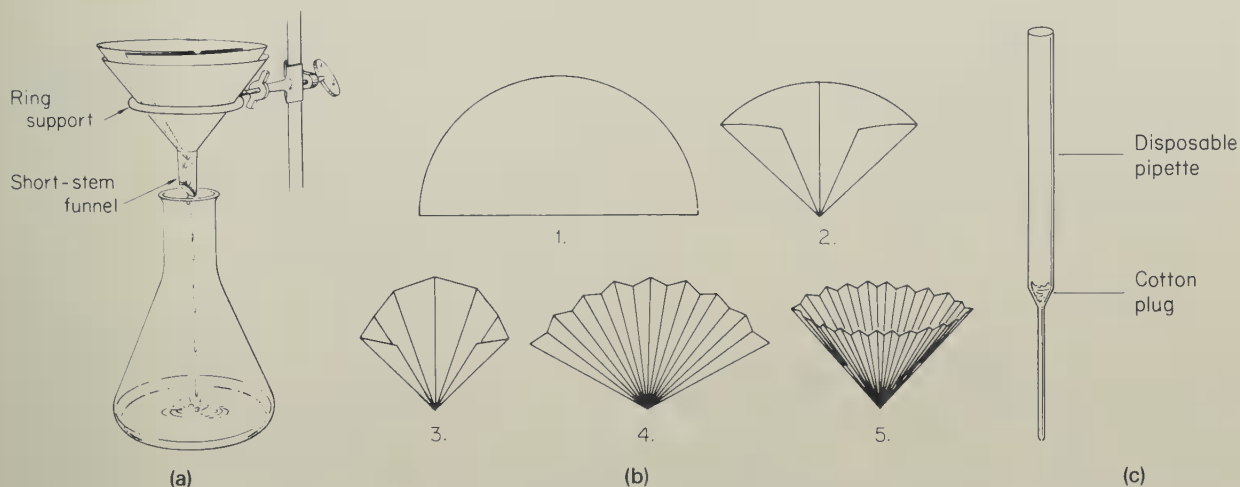 Ring
support
Short-stem
funnel
(a)
1.
2.
3.
4.
5.
(b)
Disposable
pipette
Cotton
plug
(c)